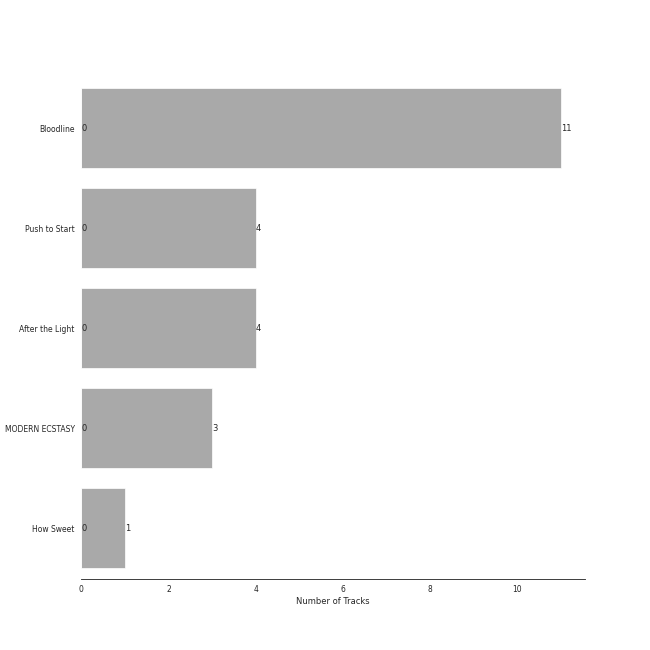 Bloodline 0 11
Push to Start 0 4
After the Light 0 4
MODERN ECSTASY 0 3
How Sweet 0 1
0 2 4 6 8 10
Number of Tracks